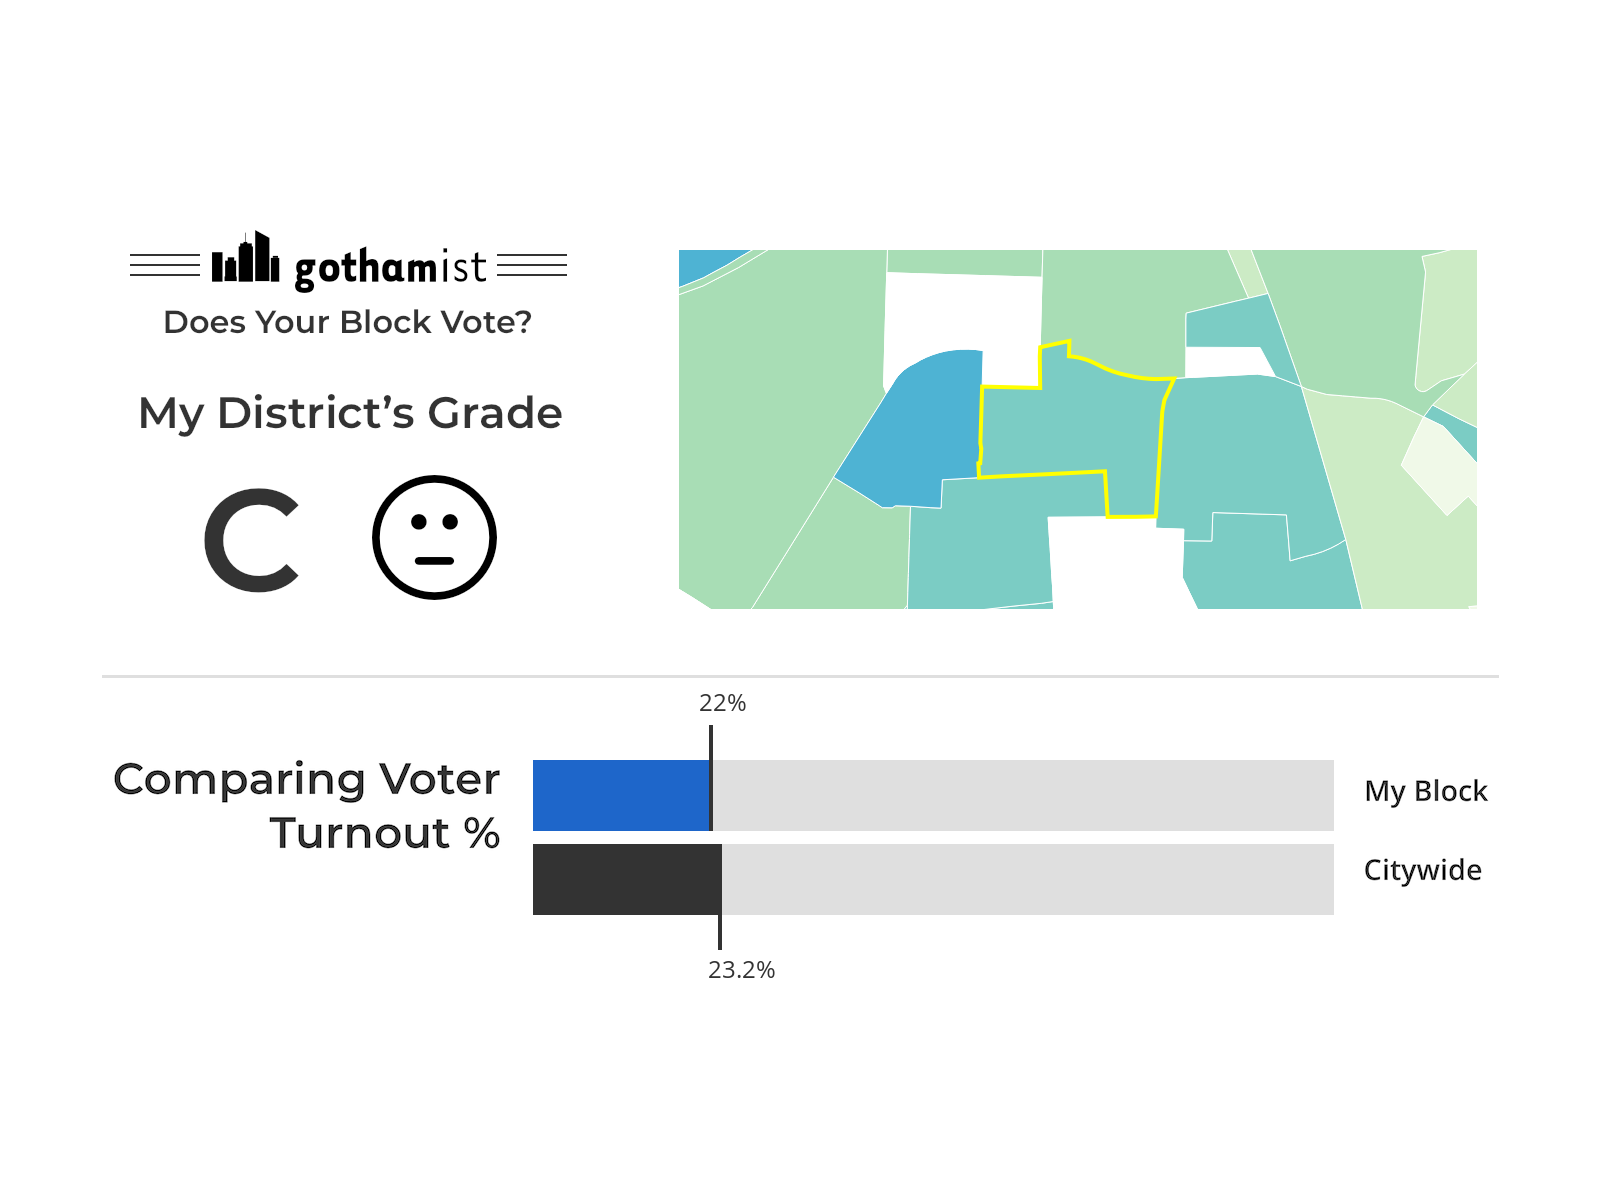 gothamist
Does Your Block Vote?
My District’s Grade
C
22%
Comparing Voter
Turnout %
My Block
Citywide
23.2%